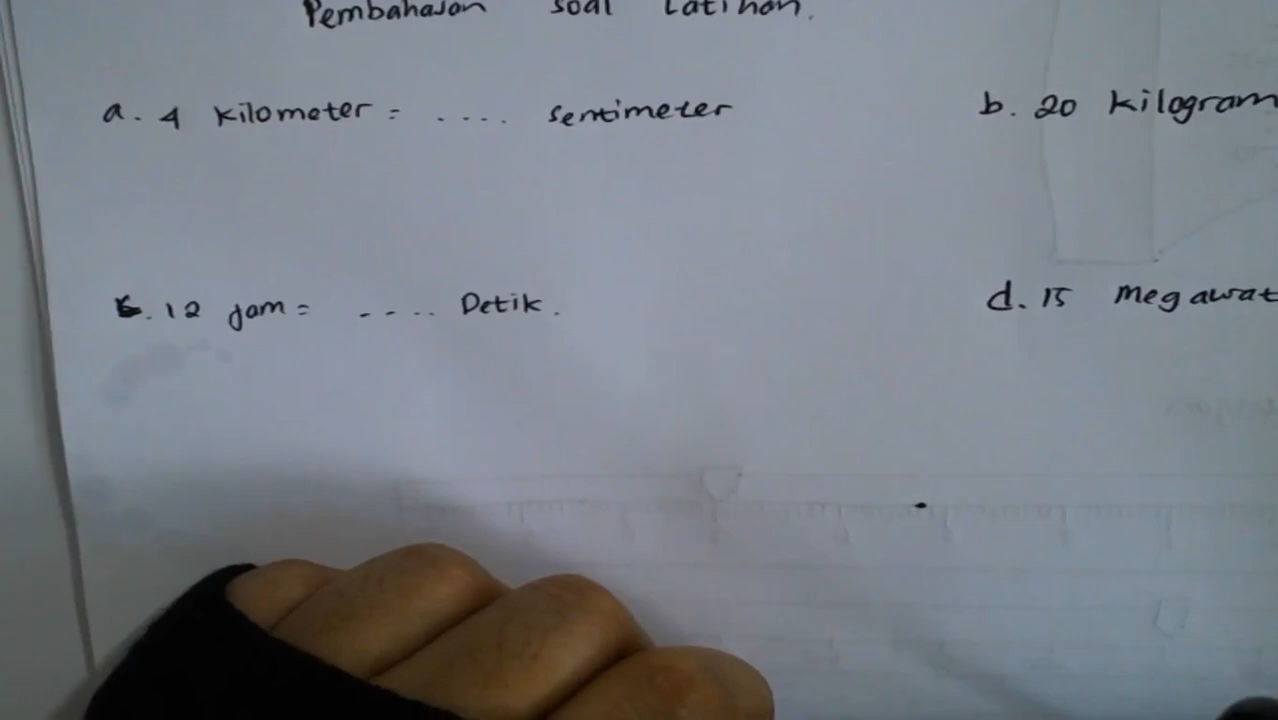 Pembahasan soal Latihan.
a. 4 kilometer = .... sentimeter
b. 20 kilogram
c. 12 jam = .... Detik.
d. 15 megawat